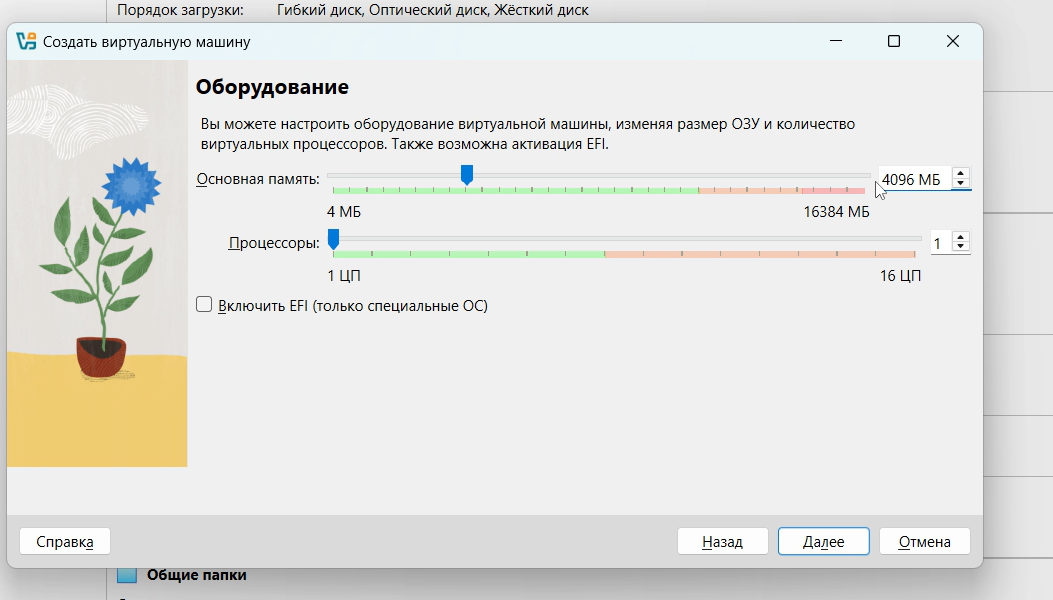 Порядок загрузки: Гибкий диск, Оптический диск, Жёсткий диск
Создать виртуальную машину
Оборудование
Вы можете настроить оборудование виртуальной машины, изменяя размер ОЗУ и количество
виртуальных процессоров. Также возможна активация EFI.
Основная память: 4096 МБ
4 МБ 16384 МБ
Процессоры: 1
1 ЦП 16 ЦП
Включить EFI (только специальные ОС)
Справка Назад Далее Отмена
Общие папки